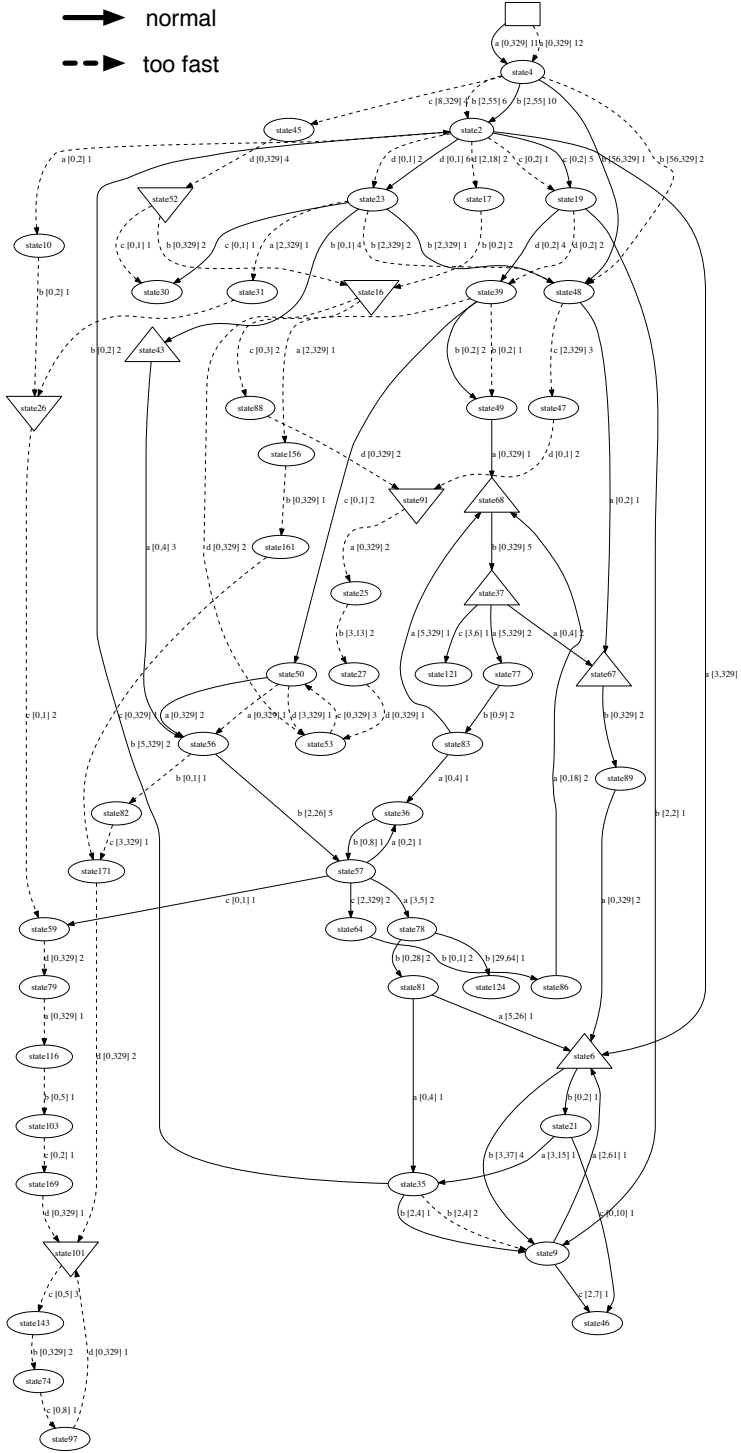 normal
too fast
a [0,329] 11
a [0,329] 12
state4
c [8,329] 4
b [2,55] 6
b [2,55] 10
state45
state2
b [56,329] 1
b [56,329] 2
a [0,2] 1
d [0,329] 4
d [0,1] 2
d [0,1] 6
d [2,18] 2
c [0,2] 1
c [0,2] 5
state52
state23
state17
state19
state10
c [0,1] 1
b [0,329] 2
c [0,1] 1
a [2,329] 1
b [0,1] 4
b [2,329] 2
b [2,329] 1
b [0,2] 2
d [0,2] 4
d [0,2] 2
b [0,2] 1
state30
state31
state16
state39
state48
b [0,2] 2
state43
c [0,3] 2
a [2,329] 1
b [0,2] 2
b [0,2] 1
c [2,329] 3
state26
state88
state49
state47
state156
d [0,329] 2
a [0,329] 1
d [0,1] 2
b [0,329] 1
c [0,1] 2
state91
state68
a [0,2] 1
a [0,4] 3
state161
d [0,329] 2
a [0,329] 2
b [0,329] 5
state25
state37
b [3,13] 2
a [5,329] 1
c [3,6] 1
a [5,329] 2
a [0,4] 2
state50
state27
state121
state77
state67
a [3,329]
c [0,1] 2
c [0,329] 1
a [0,329] 2
a [0,329] 1
d [3,329] 1
c [0,329] 3
d [0,329] 1
b [0,9] 2
b [0,329] 2
b [5,329] 2
state56
state53
state83
b [0,1] 1
a [0,4] 1
a [0,18] 2
state89
state82
b [2,26] 5
state36
b [2,2] 1
c [3,329] 1
b [0,8] 1
a [0,2] 1
state171
state57
c [0,1] 1
c [2,329] 2
a [3,5] 2
a [0,329] 2
state59
state64
state78
d [0,329] 2
b [0,28] 2
b [0,1] 2
b [29,64] 1
state79
state81
state124
state86
a [0,329] 1
a [5,26] 1
state116
d [0,329] 2
state6
b [0,5] 1
a [0,4] 1
b [0,2] 1
state103
state21
c [0,2] 1
b [3,37] 4
a [3,15] 1
a [2,61] 1
state169
state35
d [0,329] 1
b [2,4] 1
b [2,4] 2
c [0,10] 1
state101
state9
c [0,5] 3
c [2,7] 1
state143
state46
b [0,329] 2
d [0,329] 1
state74
c [0,8] 1
state97